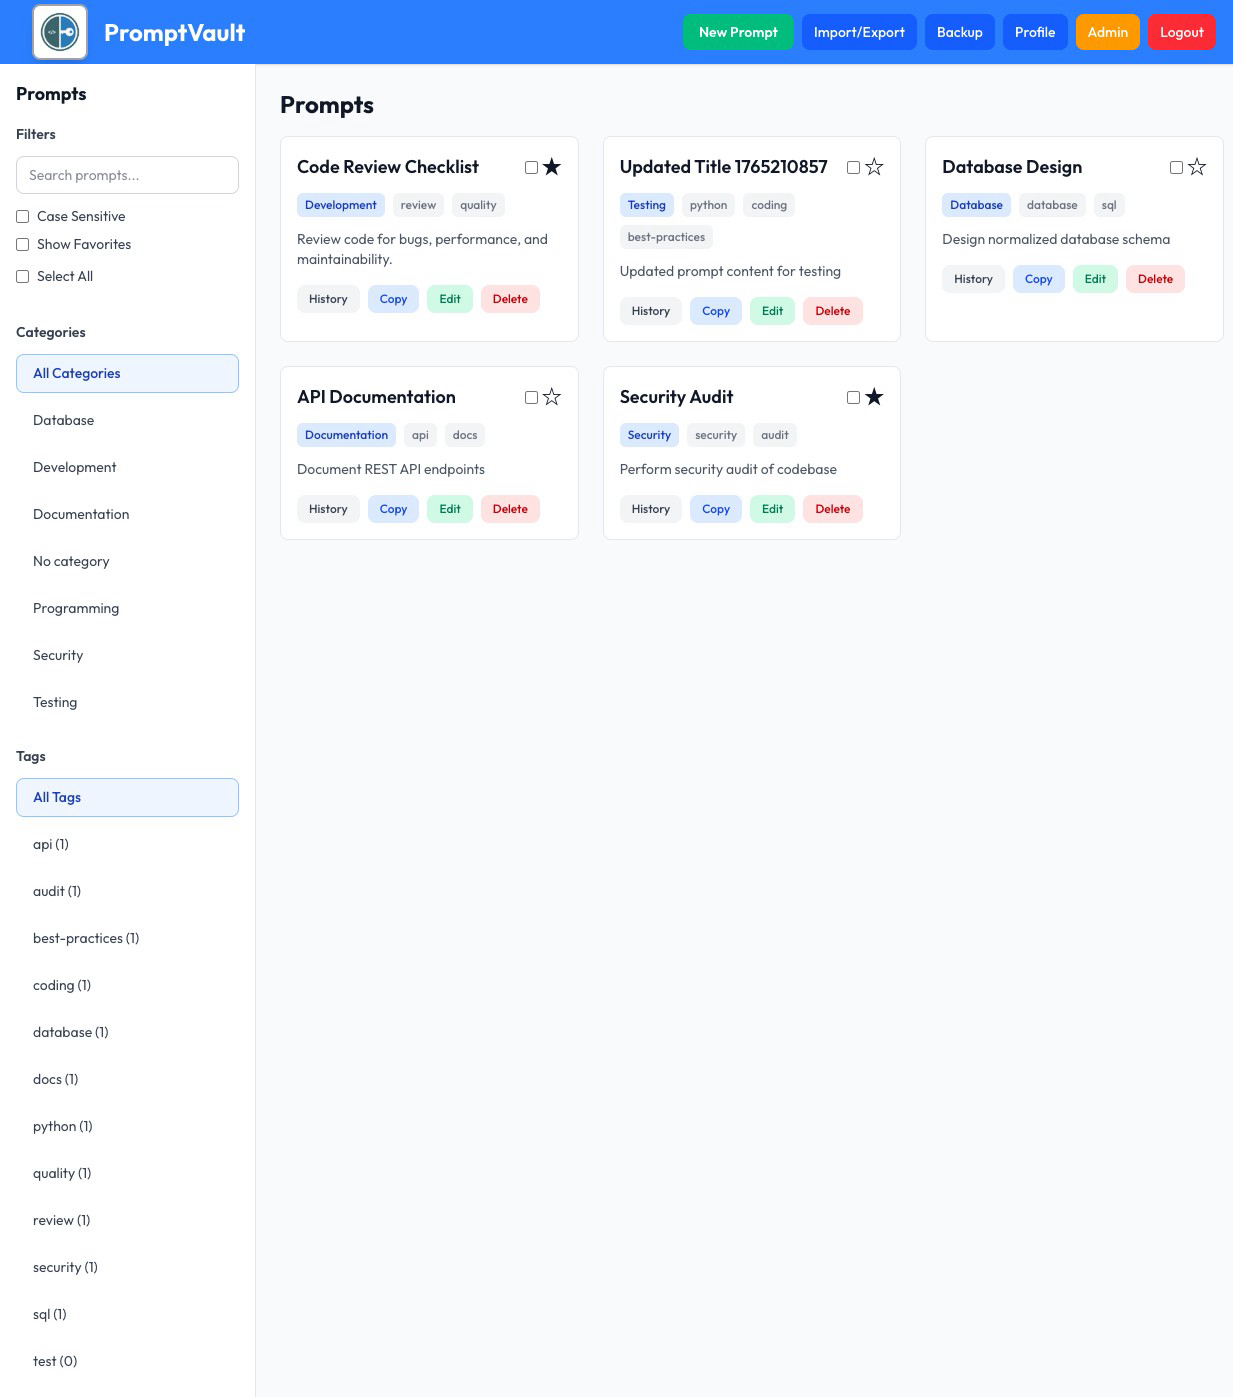 PromptVault
New Prompt Import/Export Backup Profile Admin Logout
Prompts
Filters
Search prompts...
Case Sensitive
Show Favorites
Select All
Categories
All Categories
Database
Development
Documentation
No category
Programming
Security
Testing
Tags
All Tags
api (1)
audit (1)
best-practices (1)
coding (1)
database (1)
docs (1)
python (1)
quality (1)
review (1)
security (1)
sql (1)
test (0)
Prompts
Code Review Checklist
Development review quality
Review code for bugs, performance, and
maintainability.
History Copy Edit Delete
Updated Title 1765210857
Testing python coding
best-practices
Updated prompt content for testing
History Copy Edit Delete
Database Design
Database database sql
Design normalized database schema
History Copy Edit Delete
API Documentation
Documentation api docs
Document REST API endpoints
History Copy Edit Delete
Security Audit
Security security audit
Perform security audit of codebase
History Copy Edit Delete